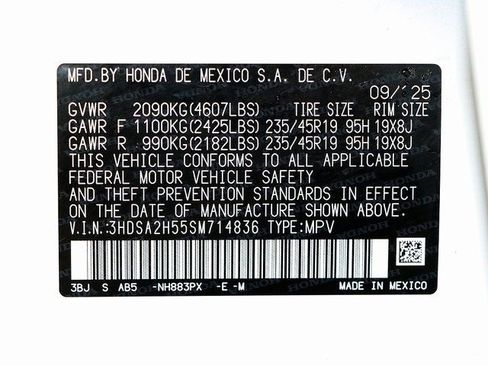 MFD.BY HONDA DE MEXICO S.A. DE C.V.
09/'25
GVWR 2090KG(4607LBS) TIRE SIZE RIM SIZE
GAWR F 1100KG(2425LBS) 235/45R19 95H 19X8J
GAWR R 990KG(2182LBS) 235/45R19 95H 19X8J
THIS VEHICLE CONFORMS TO ALL APPLICABLE
FEDERAL MOTOR VEHICLE SAFETY
AND THEFT PREVENTION STANDARDS IN EFFECT
ON THE DATE OF MANUFACTURE SHOWN ABOVE.
V.I.N.:3HDSA2H55SM714836 TYPE:MPV
3BJ S AB5 -NH883PX -E -M MADE IN MEXICO